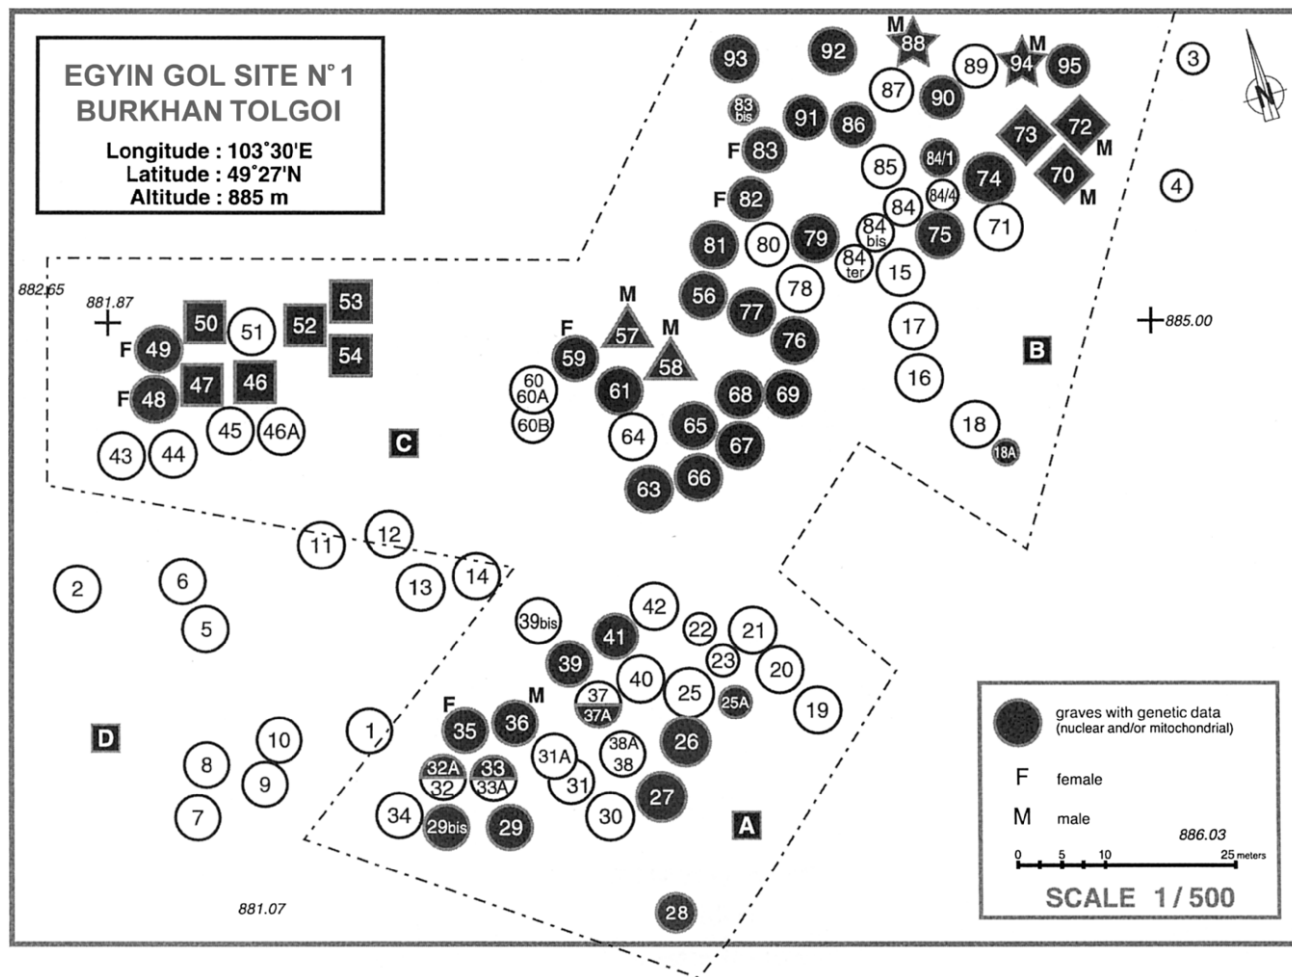 EGYIN GOL SITE N° 1
BURKHAN TOLGOI
Longitude : 103°30'E
Latitude : 49°27'N
Altitude : 885 m
93
92
M
88
89
M
94
95
3
83
bis
91
86
87
90
73
72
M
F
83
85
84/1
74
70
M
4
F
82
84/4
84
71
81
80
79
84
bis
75
84
ter
15
882.65
881.87
50
51
52
53
56
77
78
M
57
M
58
76
17
885.00
F
49
54
F
59
B
F
48
47
46
60
60A
61
68
69
16
60B
64
65
67
18
18A
43
44
45
46A
C
63
66
11
12
13
14
2
6
5
39bis
41
42
22
21
39
40
23
20
37
37A
25
25A
19
F
35
M
36
26
D
10
1
8
9
7
32A
32
33
33A
31A
31
38A
38
27
34
29bis
29
30
A
28
881.07
graves with genetic data
(nuclear and/or mitochondrial)
F female
M male
886.03
0 5 10 25 meters
SCALE 1 / 500
N